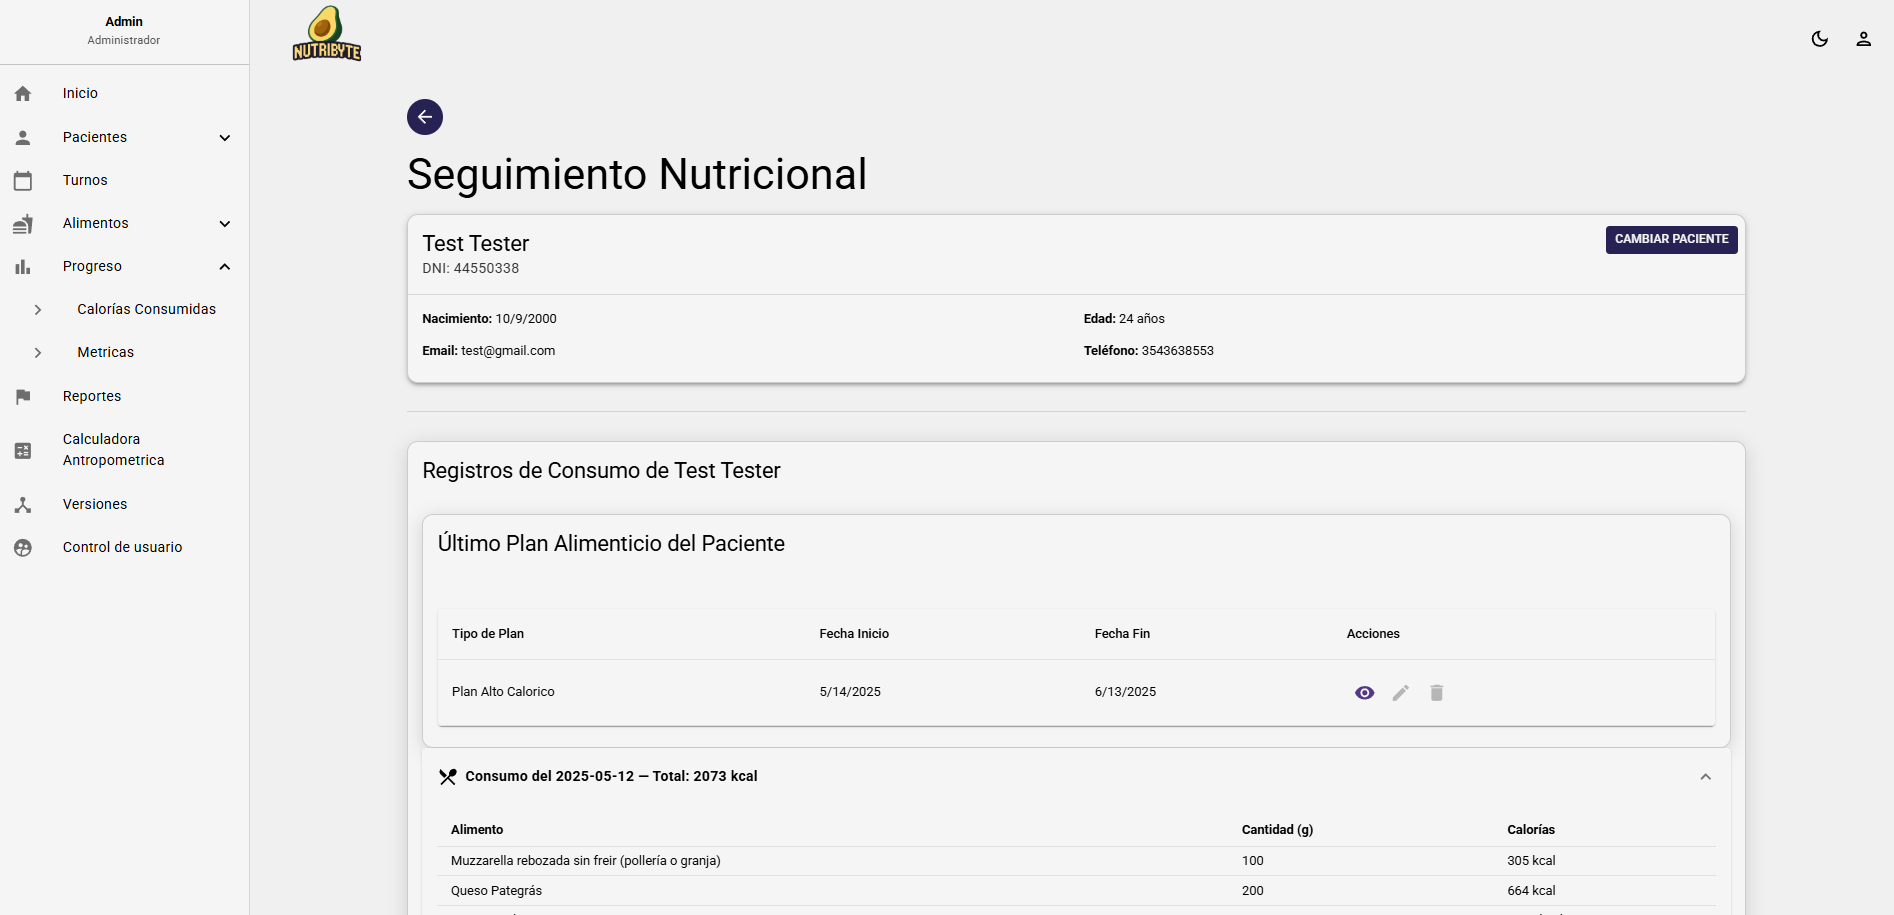 Admin
Administrador
NUTRIBYTE
Inicio
Pacientes
Turnos
Alimentos
Progreso
Calorías Consumidas
Metricas
Reportes
Calculadora
Antropometrica
Versiones
Control de usuario
Seguimiento Nutricional
Test Tester
CAMBIAR PACIENTE
DNI: 44550338
Nacimiento: 10/9/2000
Edad: 24 años
Email: test@gmail.com
Teléfono: 3543638553
Registros de Consumo de Test Tester
Último Plan Alimenticio del Paciente
Tipo de Plan Fecha Inicio Fecha Fin Acciones
Plan Alto Calorico 5/14/2025 6/13/2025
Consumo del 2025-05-12 — Total: 2073 kcal
Alimento Cantidad (g) Calorías
Muzzarella rebozada sin freir (pollería o granja) 100 305 kcal
Queso Pategrás 200 664 kcal